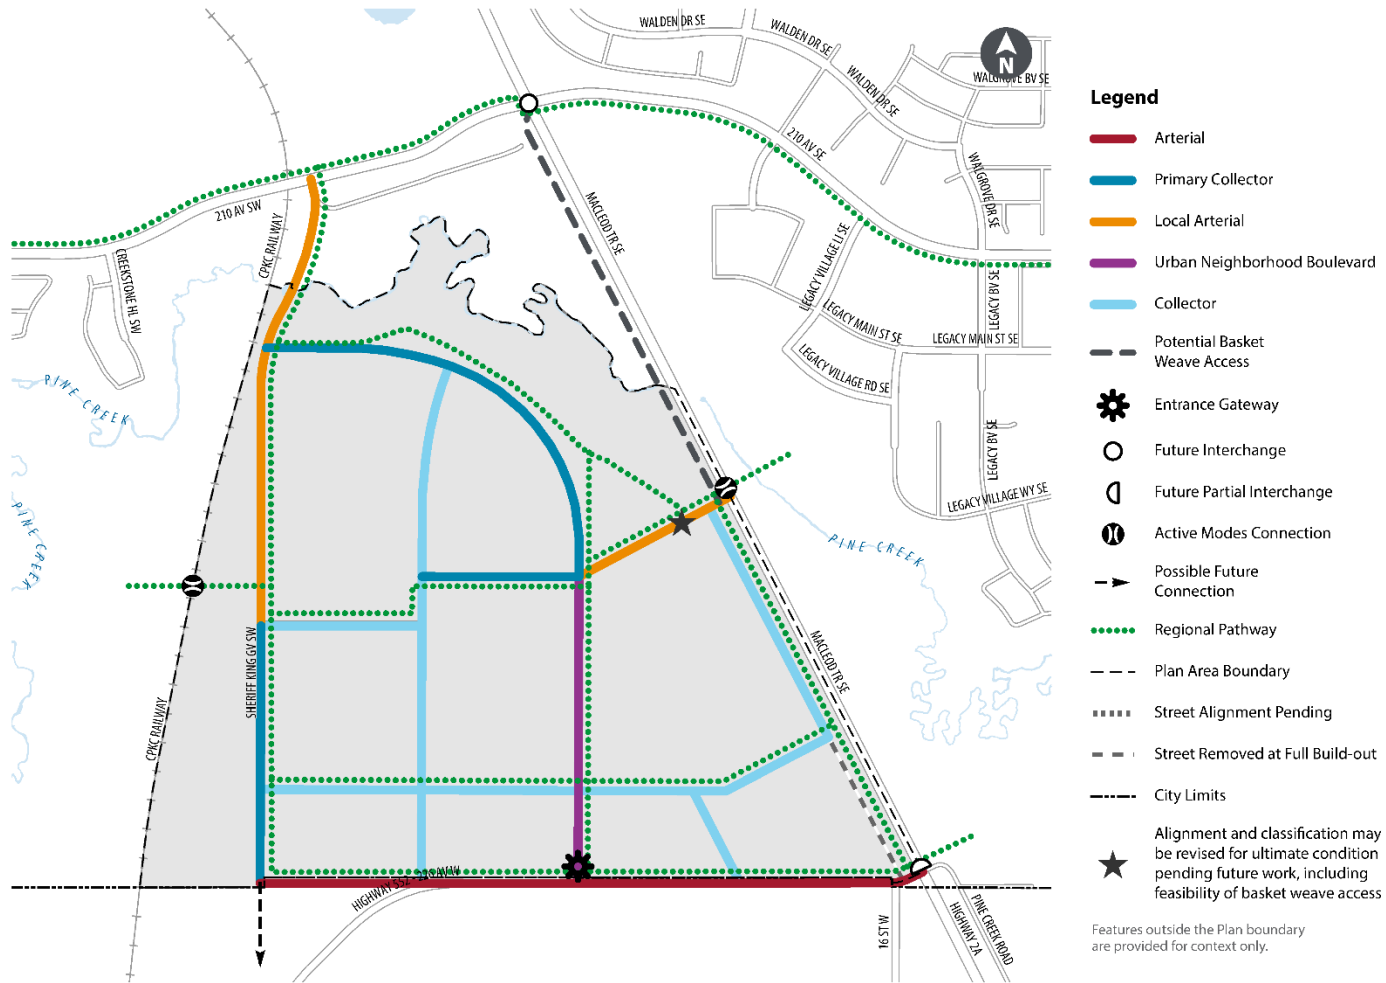 WALDEN DR SE
WALDEN DR SE
N
WALGROVE BV SE
WALDEN DR SE
210 AV SE
WALGROVE DR SE
MACLEOD TR SE
210 AV SW
CPKC RAILWAY
CREEKSTONE HL SW
LEGACY VILLAGE LI SE
LEGACY BV SE
LEGACY MAIN ST SE
LEGACY MAIN ST SE
LEGACY VILLAGE RD SE
PINE CREEK
LEGACY BV SE
LEGACY VILLAGE WY SE
PINE CREEK
PINE CREEK
SHERIFF KING GV SW
MACLEOD TR SE
CPKC RAILWAY
HIGHWAY 552 - 226 AV W
16 ST W
HIGHWAY 2A
PINE CREEK ROAD
Legend
Arterial
Primary Collector
Local Arterial
Urban Neighborhood Boulevard
Collector
Potential Basket
Weave Access
Entrance Gateway
Future Interchange
Future Partial Interchange
Active Modes Connection
Possible Future
Connection
Regional Pathway
Plan Area Boundary
Street Alignment Pending
Street Removed at Full Build-out
City Limits
Alignment and classification may
be revised for ultimate condition
pending future work, including
feasibility of basket weave access
Features outside the Plan boundary
are provided for context only.